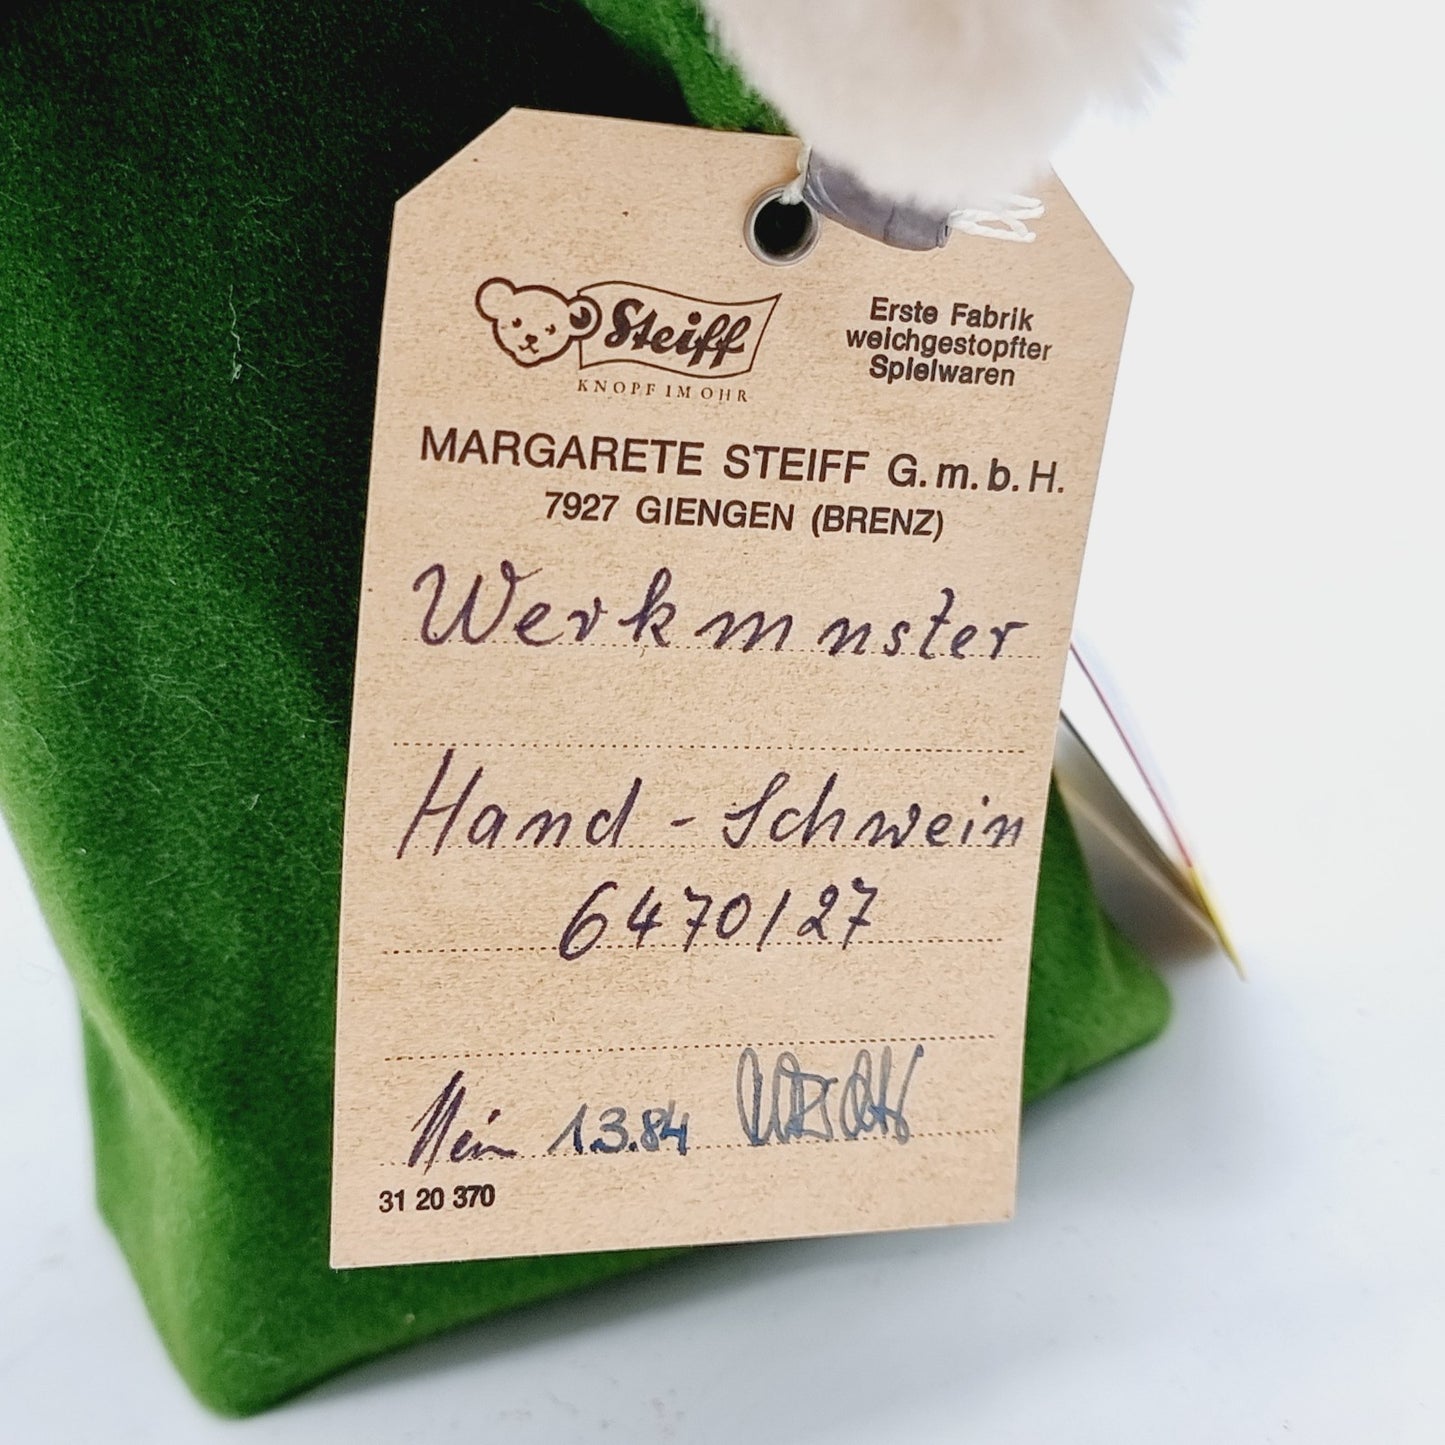 Steiff
KNOPF IM OHR
Erste Fabrik
weichgestopfter
Spielwaren
MARGARETE STEIFF G.m.b.H.
7927 GIENGEN (BRENZ)
Werkmuster
Hand-Schwein
6470/27
1.3.84
31 20 370